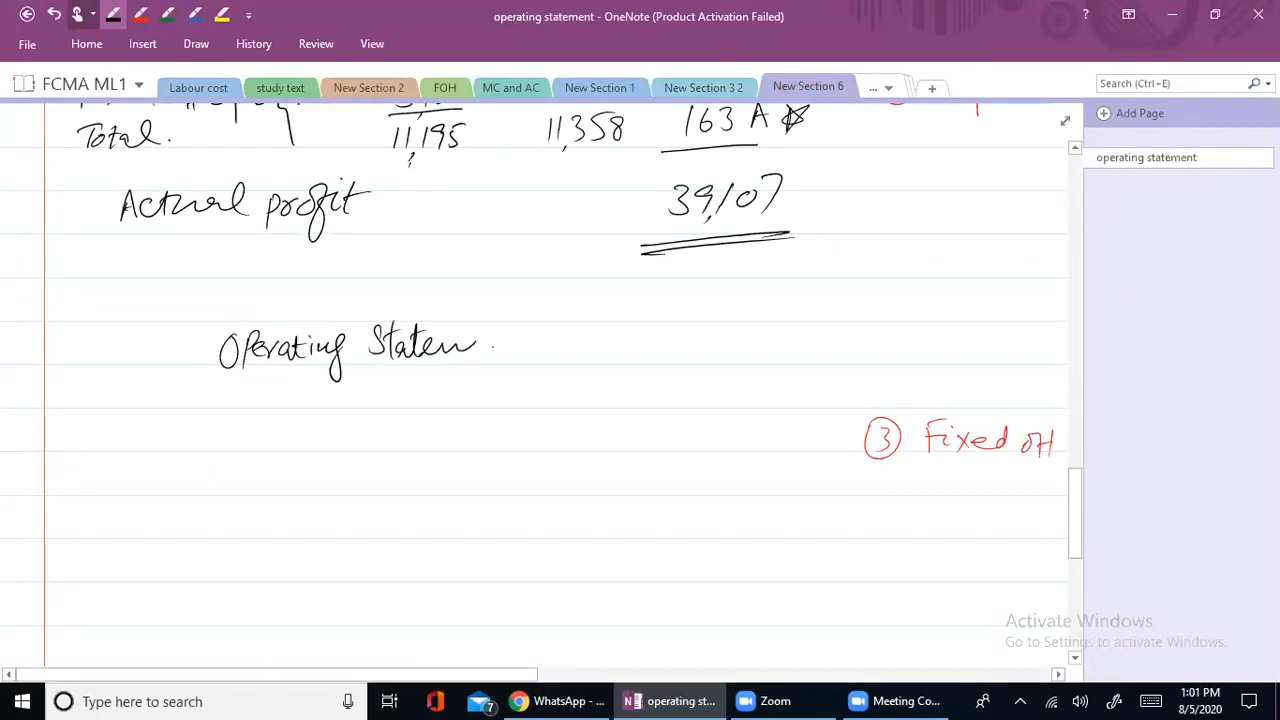 operating statement - OneNote (Product Activation Failed)
File Home Insert Draw History Review View
FCMA ML1
Labour cost study text New Section 2 FOH MC and AC New Section 1 New Section 3 2 New Section 6 ...
Search (Ctrl+E)
Add Page
operating statement
Total. 11,195 11,358 163 A
Actual profit 39,107
Operating Statem .
3 Fixed OH
Activate Windows
Go to Settings to activate Windows.
Type here to search
7
WhatsApp - ...
operating st...
Zoom
Meeting Co...
1:01 PM
8/5/2020